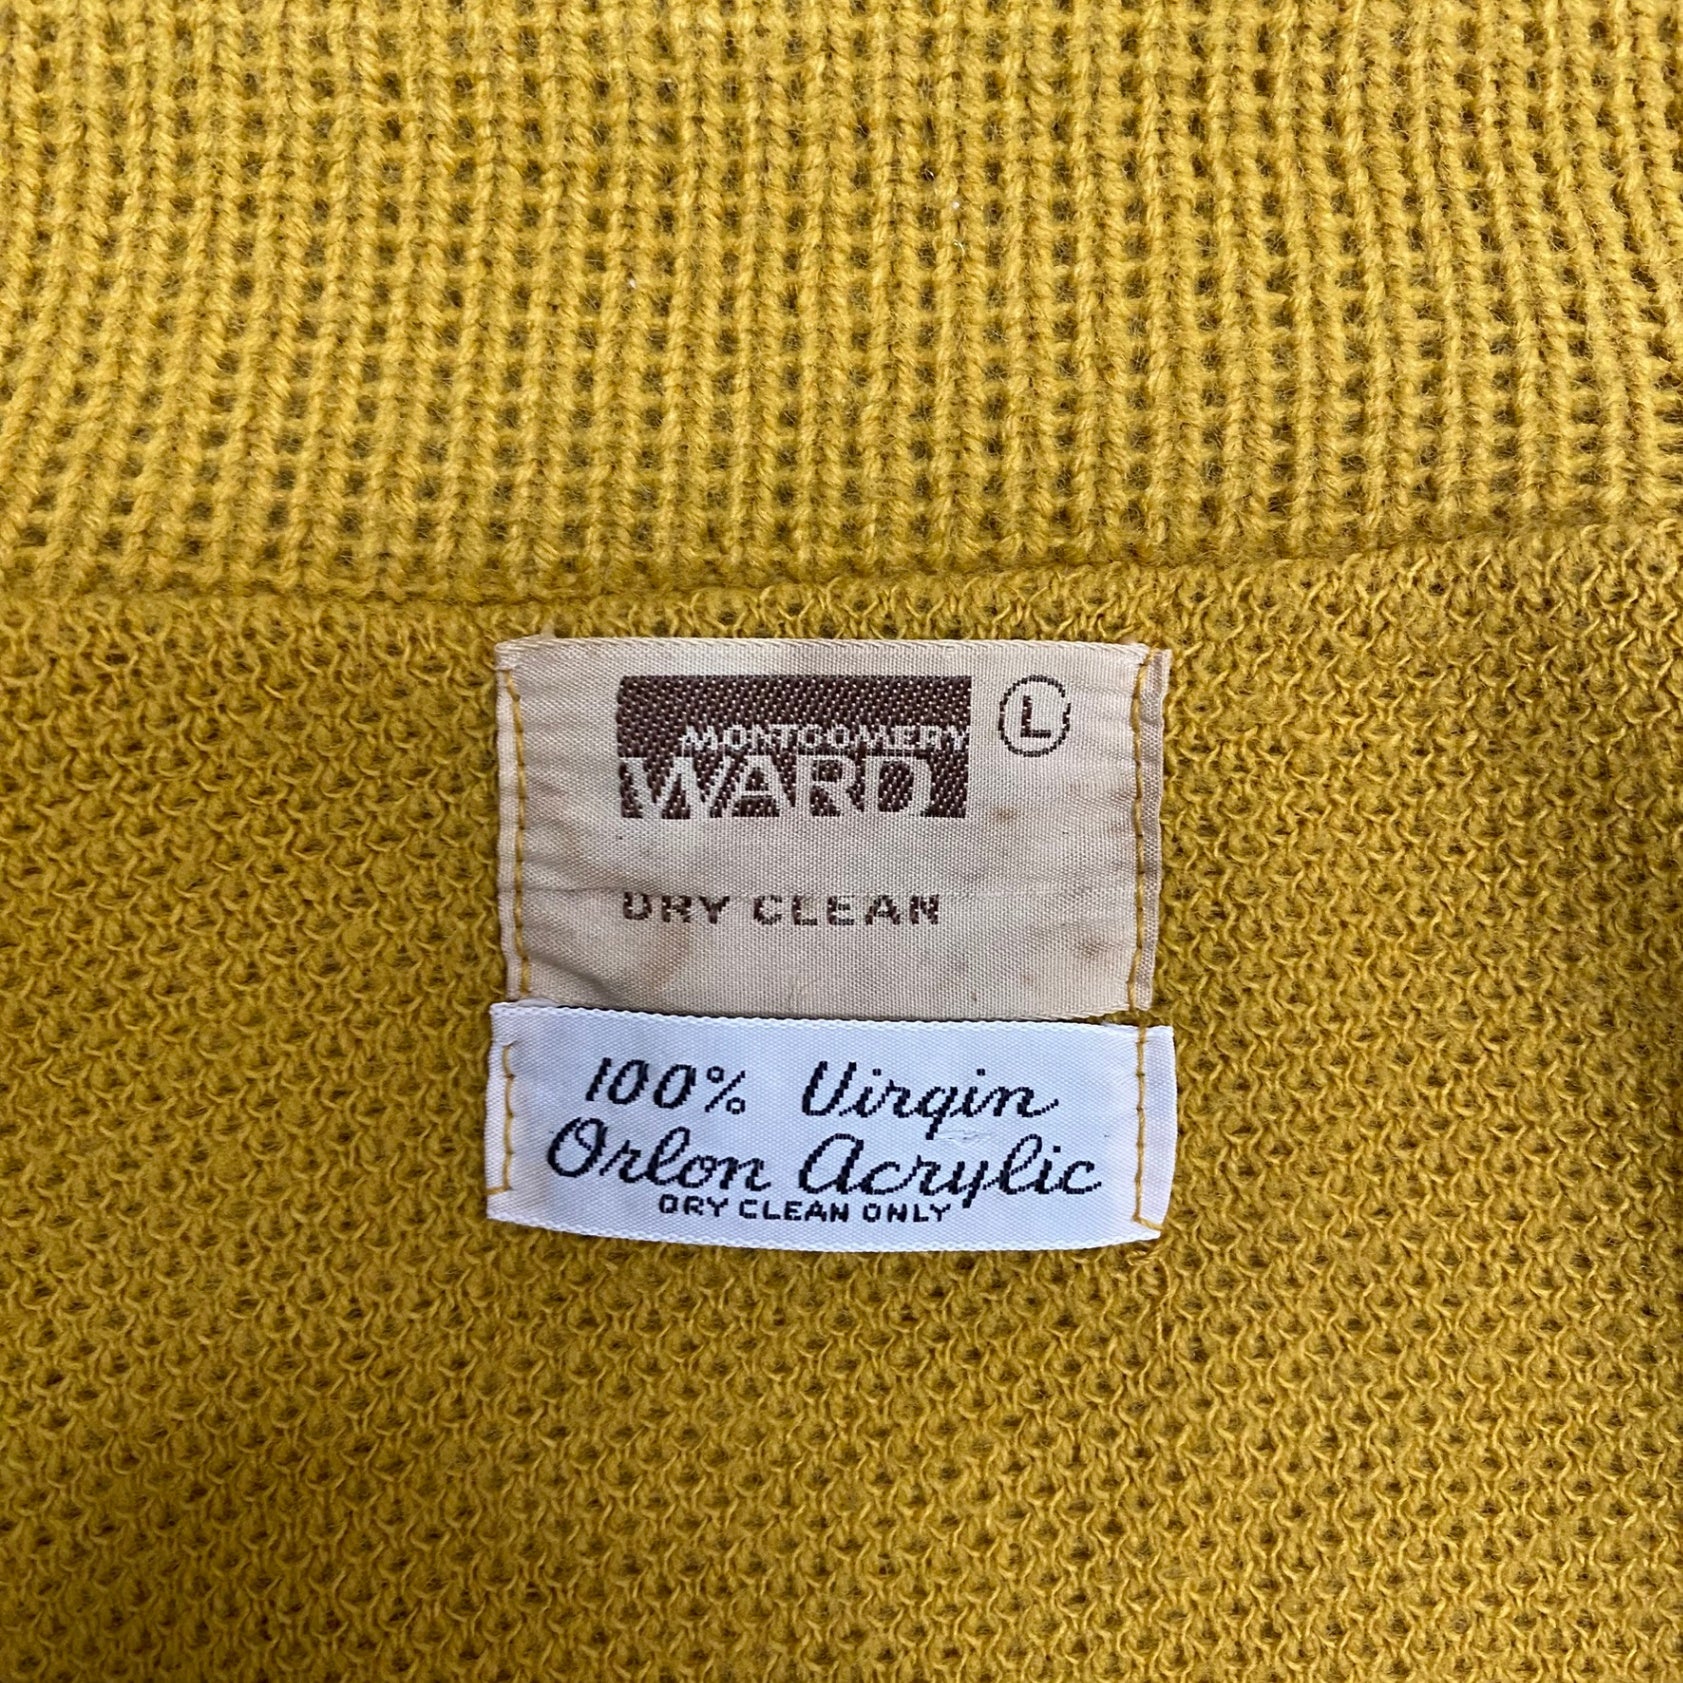 MONTGOMERY
WARD
L
DRY CLEAN
100% Virgin
Orlon Acrylic
DRY CLEAN ONLY